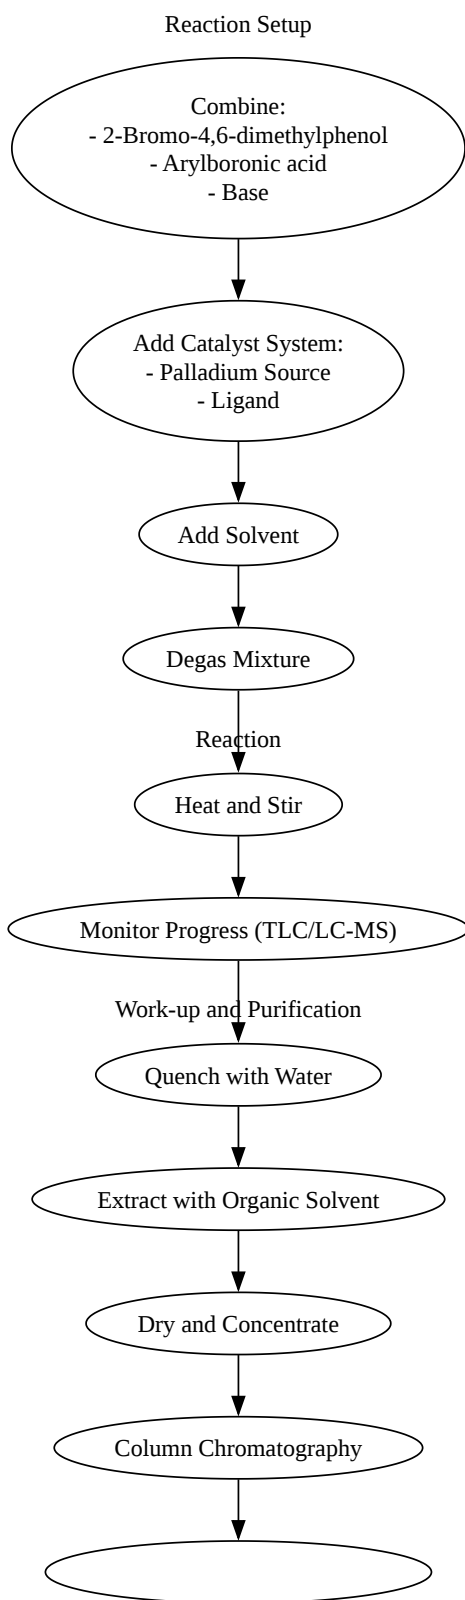 Reaction Setup
Combine:
- 2-Bromo-4,6-dimethylphenol
- Arylboronic acid
- Base
Add Catalyst System:
- Palladium Source
- Ligand
Add Solvent
Degas Mixture
Reaction
Heat and Stir
Monitor Progress (TLC/LC-MS)
Work-up and Purification
Quench with Water
Extract with Organic Solvent
Dry and Concentrate
Column Chromatography